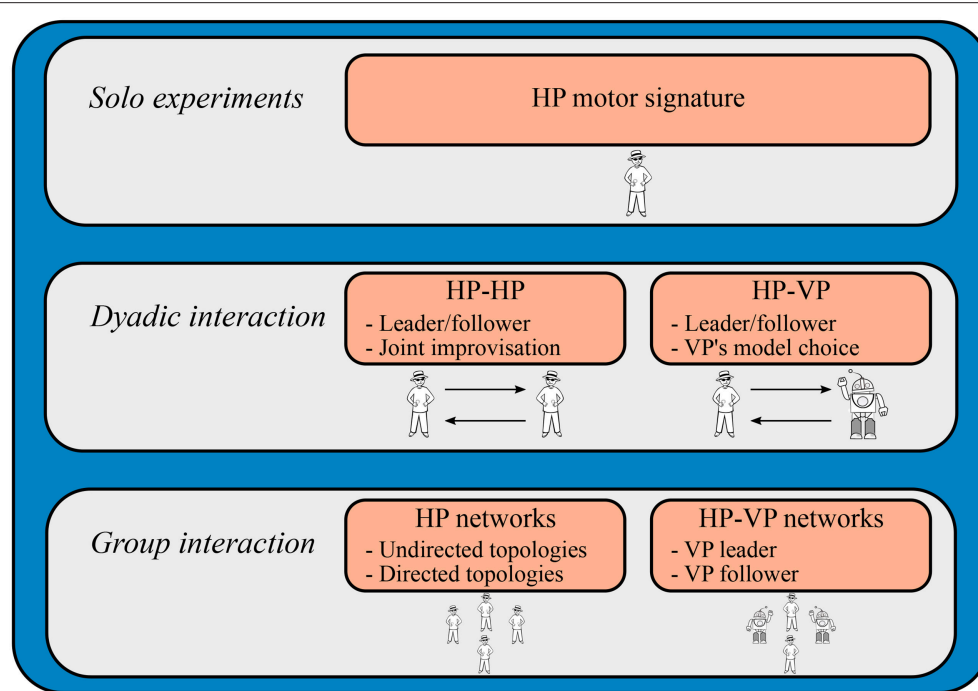 Solo experiments
HP motor signature
Dyadic interaction
HP-HP
- Leader/follower
- Joint improvisation
HP-VP
- Leader/follower
- VP's model choice
Group interaction
HP networks
- Undirected topologies
- Directed topologies
HP-VP networks
- VP leader
- VP follower